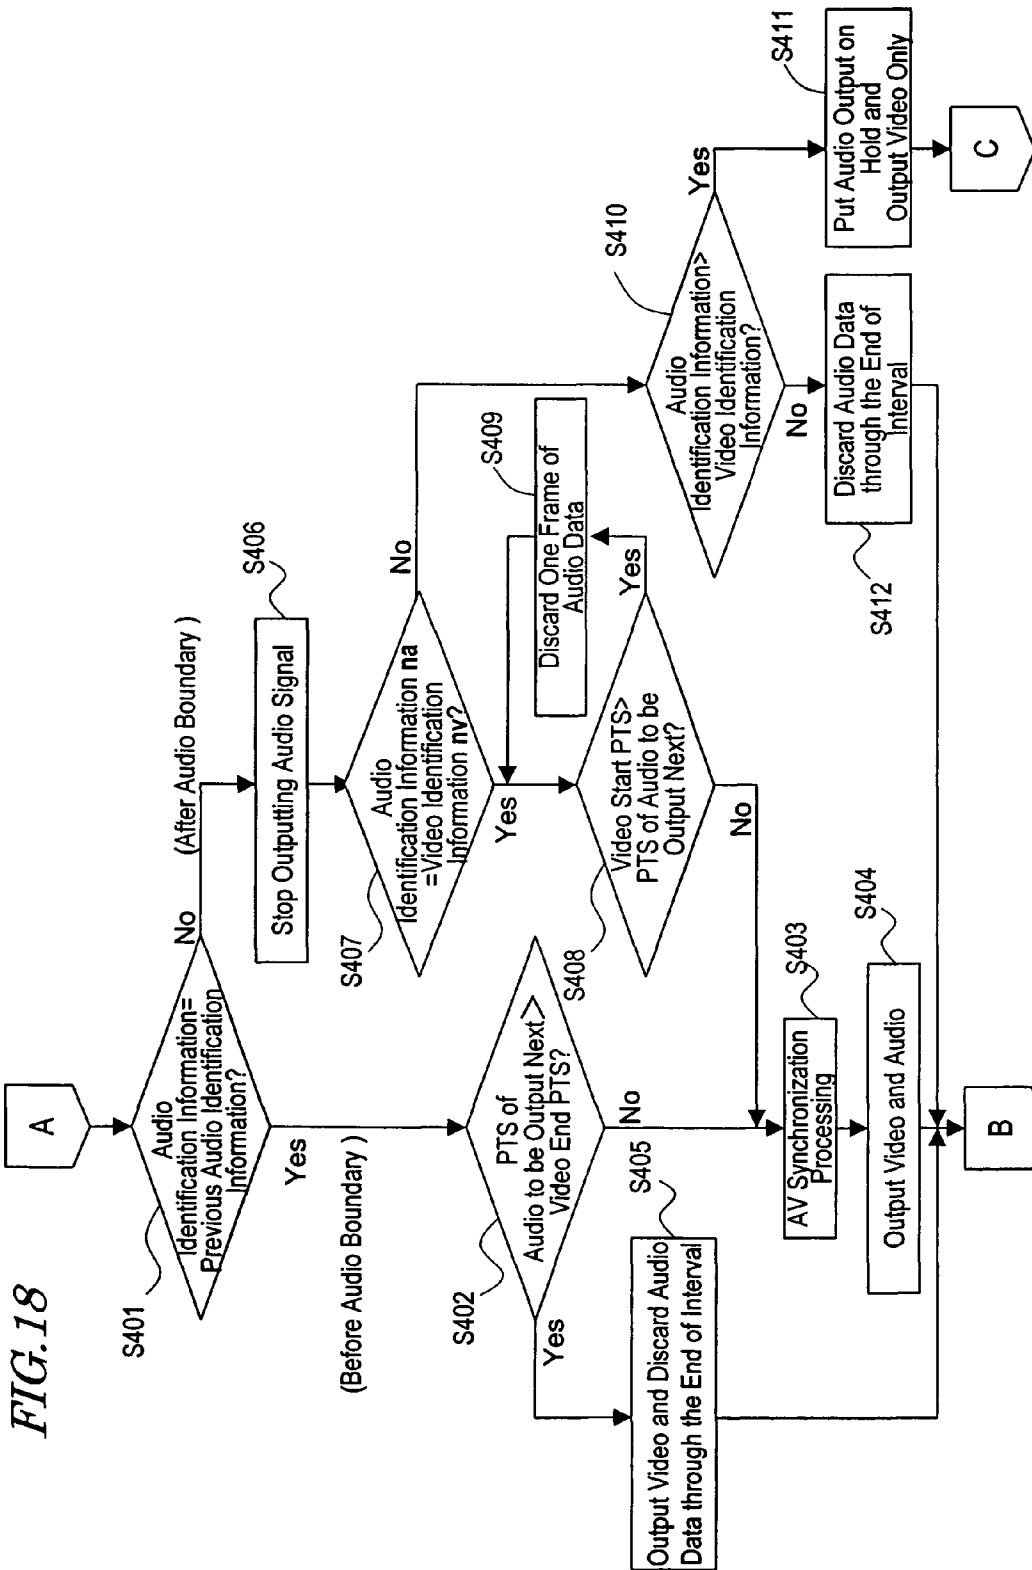 FIG.18
A
S401
Audio
Identification Information=
Previous Audio Identification
Information?
Yes
No
(Before Audio Boundary )
(After Audio Boundary )
S402
PTS of
Audio to be Output Next>
Video End PTS?
Yes
No
S405
Output Video and Discard Audio
Data through the End of Interval
S403
AV Synchronization
Processing
S404
Output Video and Audio
B
S406
Stop Outputting Audio Signal
S407
Audio
Identification Information na
=Video Identification
Information nv?
Yes
No
S408
Video Start PTS>
PTS of Audio to be
Output Next?
Yes
No
S409
Discard One Frame of
Audio Data
S410
Audio
Identification Information>
Video Identification
Information?
Yes
No
S412
Discard Audio Data
through the End of
Interval
S411
Put Audio Output on
Hold and
Output Video Only
C